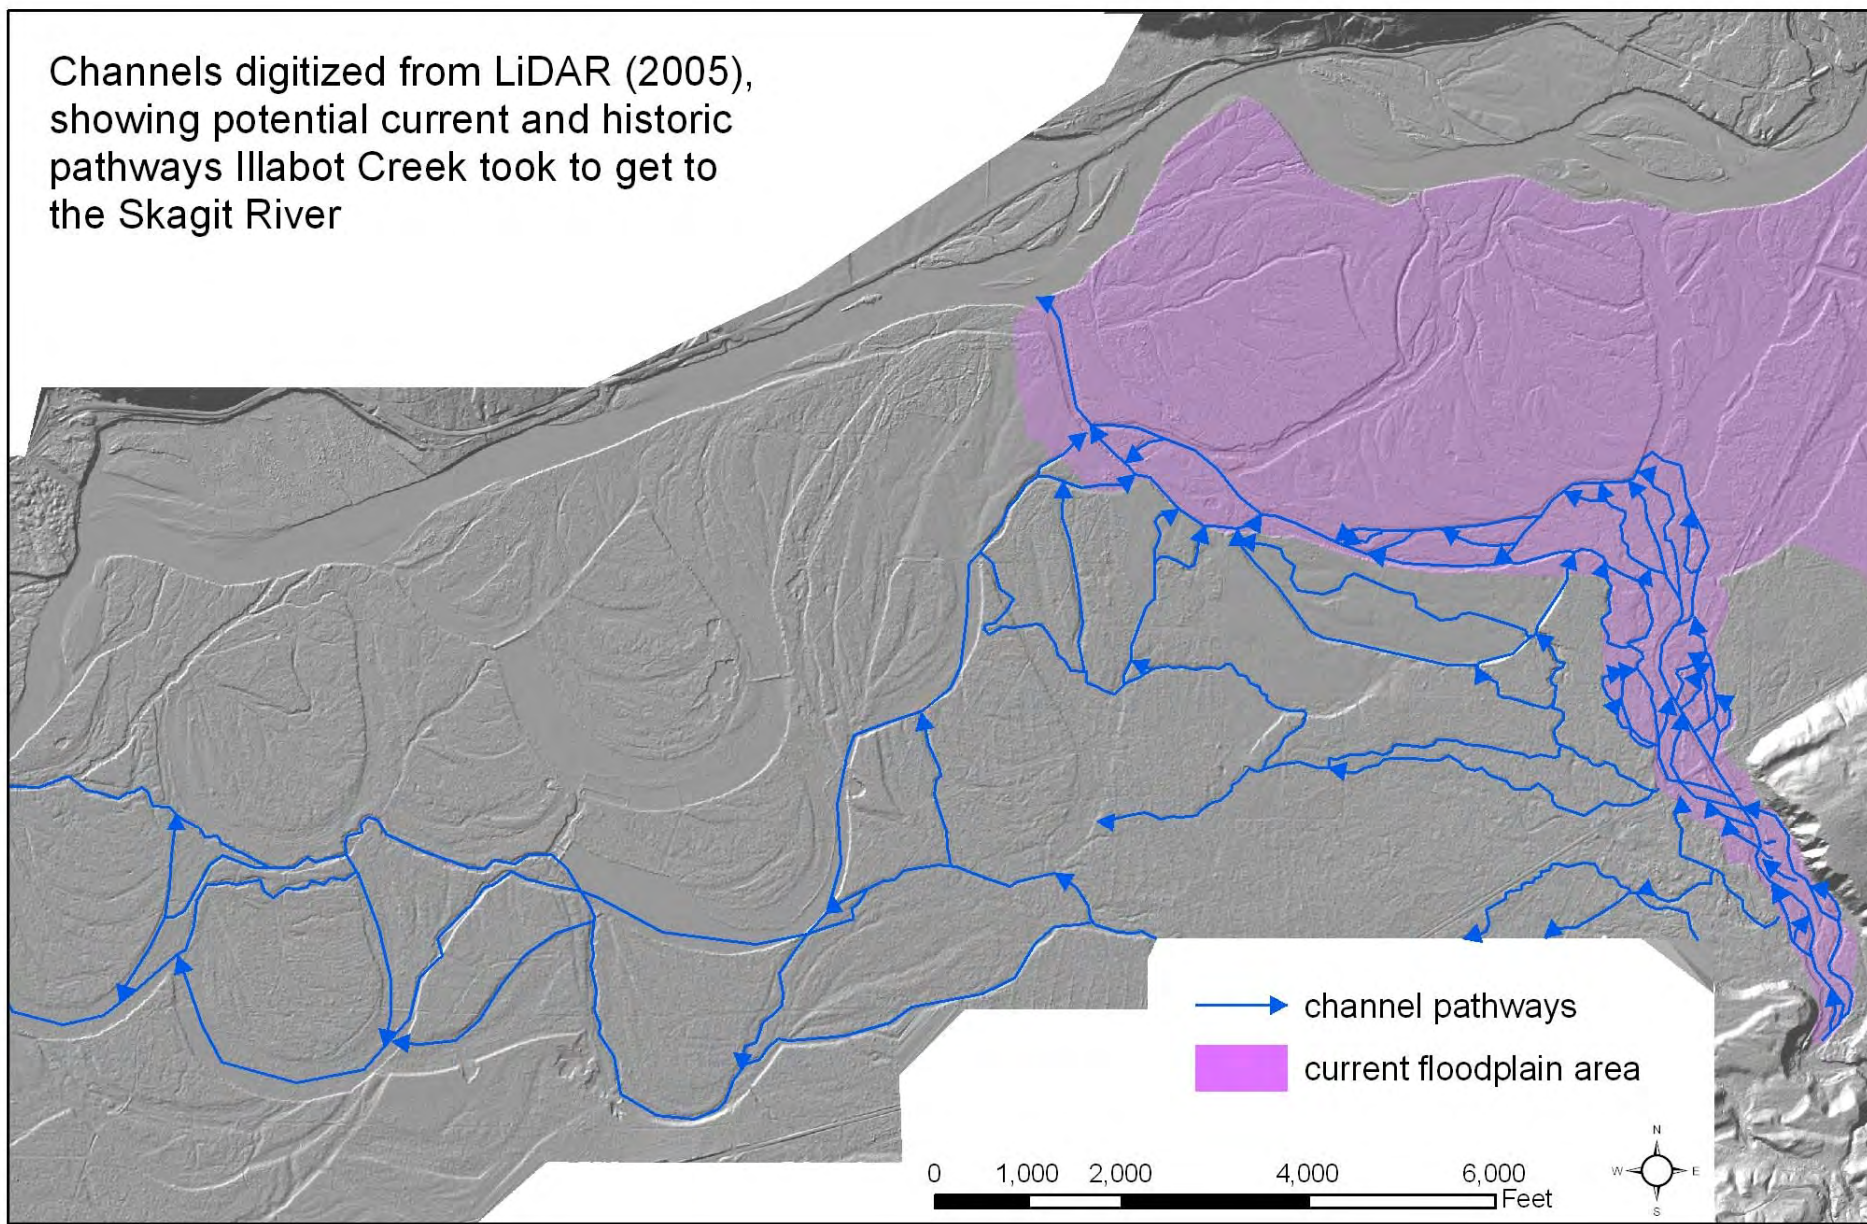 Channels digitized from LiDAR (2005),
showing potential current and historic
pathways Illabot Creek took to get to
the Skagit River
channel pathways
current floodplain area
0 1,000 2,000 4,000 6,000
Feet
N
W E
S